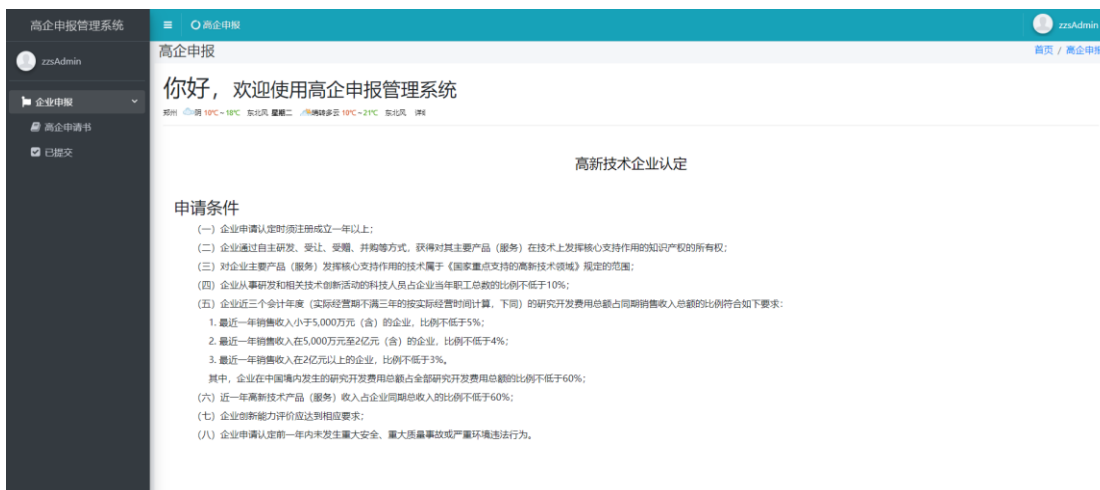 高企申报管理系统
高企申报
zzsAdmin
zzsAdmin
高企申报
首页 / 高企申报
企业申报
高企申请书
已提交
你好，欢迎使用高企申报管理系统
郑州 阴 10℃~18℃ 东北风 星期二 晴转多云 10℃~21℃ 东北风
高新技术企业认定
申请条件
(一) 企业申请认定时须注册成立一年以上；
(二) 企业通过自主研发、受让、受赠、并购等方式，获得对其主要产品（服务）在技术上发挥核心支持作用的知识产权的所有权；
(三) 对企业主要产品（服务）发挥核心支持作用的技术属于《国家重点支持的高新技术领域》规定的范围；
(四) 企业从事研发和相关技术创新活动的科技人员占企业当年职工总数的比例不低于10%；
(五) 企业近三个会计年度（实际经营期不满三年的按实际经营时间计算，下同）的研究开发费用总额占同期销售收入总额的比例符合如下要求：
1. 最近一年销售收入小于5,000万元（含）的企业，比例不低于5%；
2. 最近一年销售收入在5,000万元至2亿元（含）的企业，比例不低于4%；
3. 最近一年销售收入在2亿元以上的企业，比例不低于3%。
其中，企业在中国境内发生的研究开发费用总额占全部研究开发费用总额的比例不低于60%；
(六) 近一年高新技术产品（服务）收入占企业同期总收入的比例不低于60%；
(七) 企业创新能力评价应达到相应要求；
(八) 企业申请认定前一年内未发生重大安全、重大质量事故或严重环境违法行为。